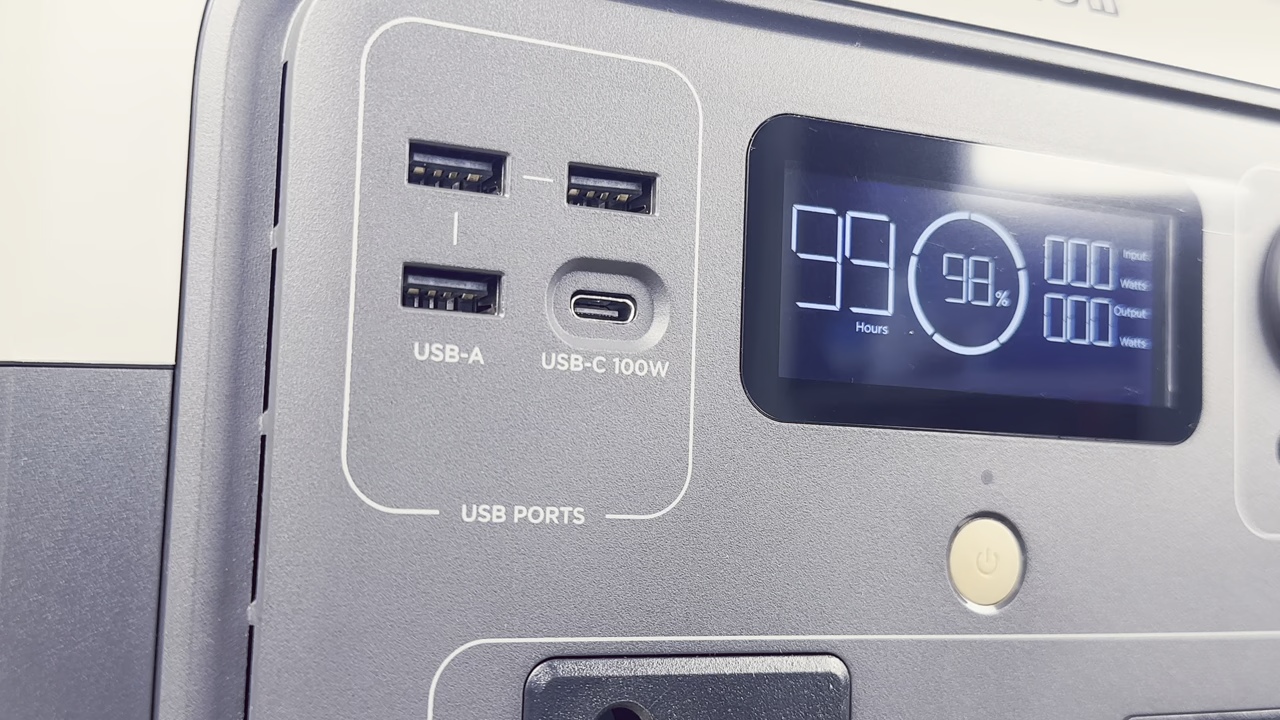 USB-A
USB-C 100W
USB PORTS
99
Hours
98%
000 Input Watts
000 Output Watts